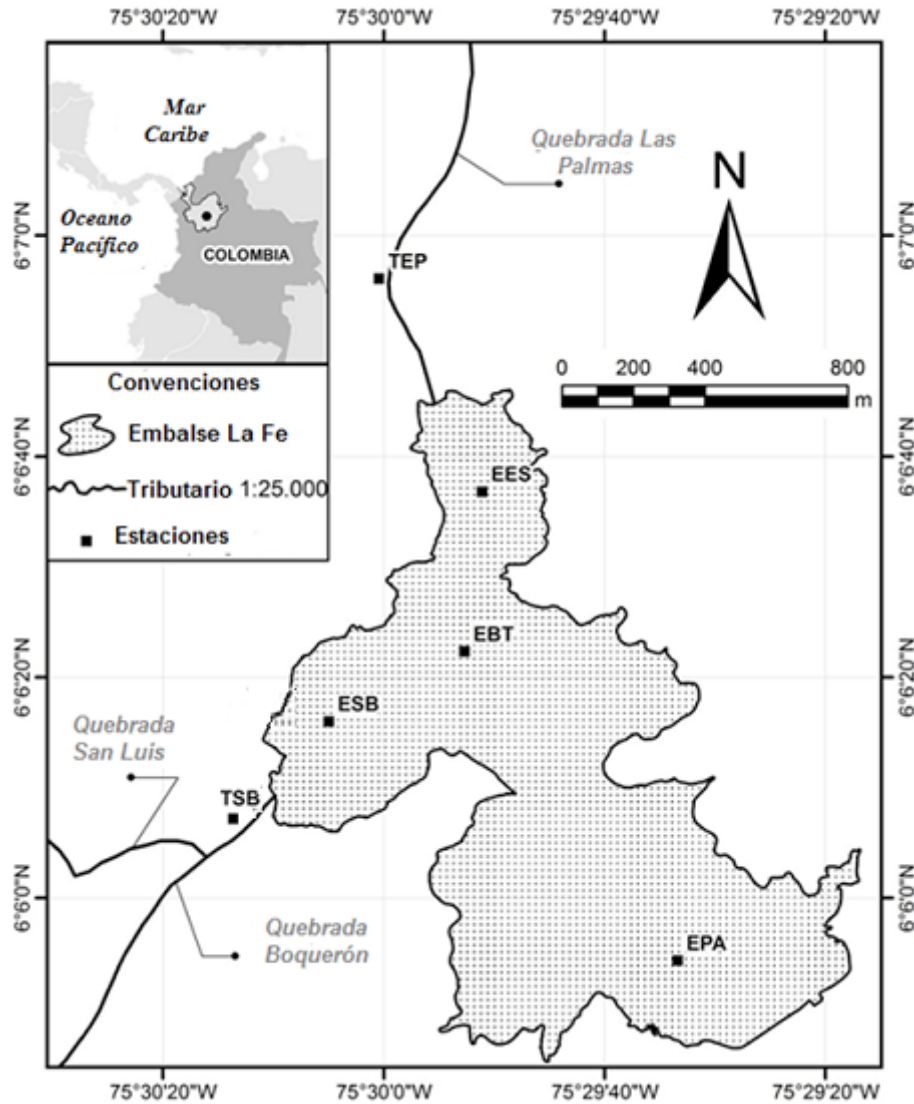 75°30'20"W 75°30'0"W 75°29'40"W 75°29'20"W
Mar
Caribe
Oceano
Pacífico
COLOMBIA
Convenciones
Embalse La Fe
Tributario 1:25.000
Estaciones
Quebrada Las
Palmas
N
TEP
0 200 400 800
m
EES
EBT
ESB
Quebrada
San Luis
TSB
Quebrada
Boquerón
EPA
6°7'0"N
6°6'40"N
6°6'20"N
6°6'0"N
6°7'0"N
6°6'40"N
6°6'20"N
6°6'0"N
75°30'20"W 75°30'0"W 75°29'40"W 75°29'20"W